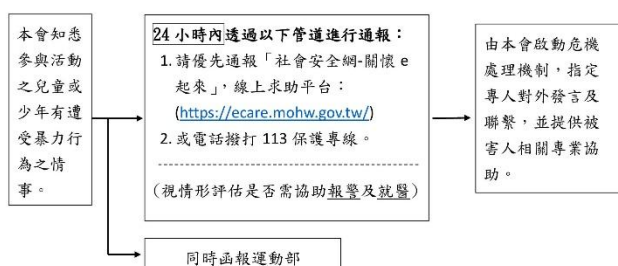 本會知悉
參與活動
之兒童或
少年有遭
受暴力行
為之情
事。
24 小時內透過以下管道進行通報：
1. 請優先通報「社會安全網-關懷 e
起來」，線上求助平台：
(https://ecare.mohw.gov.tw/)
2. 或電話撥打 113 保護專線。
(視情形評估是否需協助報警及就醫)
同時函報運動部
由本會啟動危機
處理機制，指定
專人對外發言及
聯繫，並提供被
害人相關專業協
助。